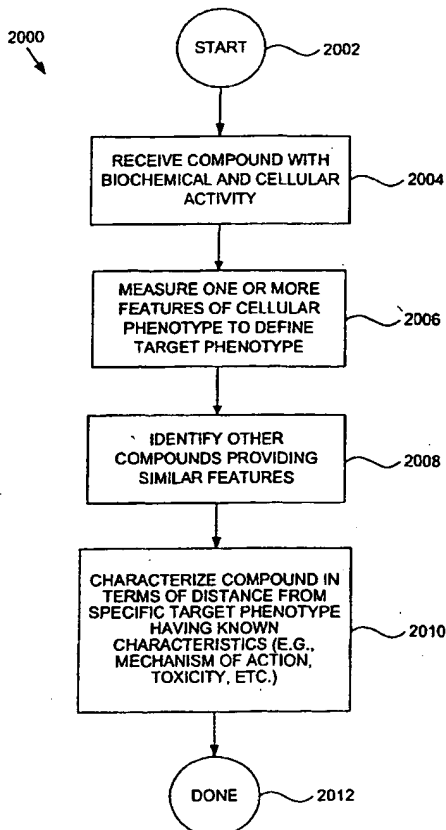 2000
START
2002
RECEIVE COMPOUND WITH
BIOCHEMICAL AND CELLULAR
ACTIVITY
2004
MEASURE ONE OR MORE
FEATURES OF CELLULAR
PHENOTYPE TO DEFINE
TARGET PHENOTYPE
2006
IDENTIFY OTHER
COMPOUNDS PROVIDING
SIMILAR FEATURES
2008
CHARACTERIZE COMPOUND IN
TERMS OF DISTANCE FROM
SPECIFIC TARGET PHENOTYPE
HAVING KNOWN
CHARACTERISTICS (E.G.,
MECHANISM OF ACTION,
TOXICITY, ETC.)
2010
DONE
2012